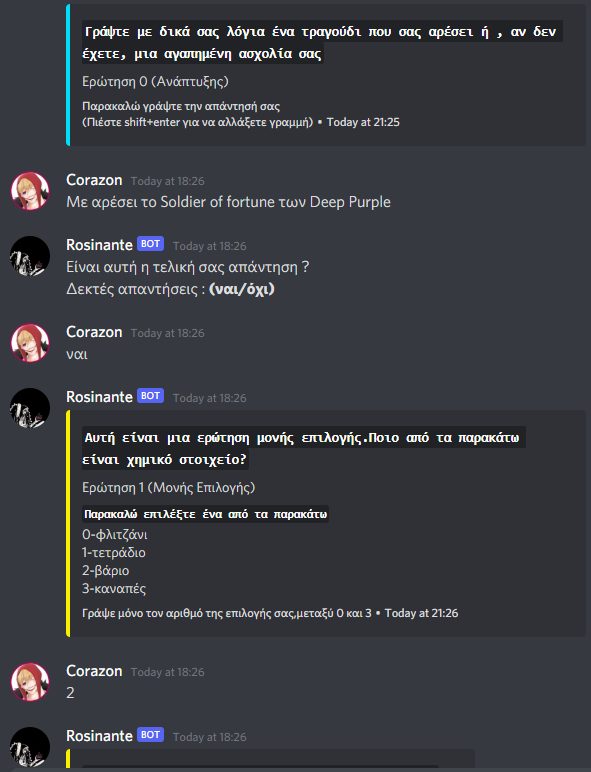 Γράψτε με δικά σας λόγια ένα τραγούδι που σας αρέσει ή , αν δεν
έχετε, μια αγαπημένη ασχολία σας
Ερώτηση 0 (Ανάπτυξης)
Παρακαλώ γράψτε την απάντησή σας
(Πιέστε shift+enter για να αλλάξετε γραμμή) • Today at 21:25
Corazon Today at 18:26
Με αρέσει το Soldier of fortune των Deep Purple
Rosinante BOT Today at 18:26
Είναι αυτή η τελική σας απάντηση ?
Δεκτές απαντήσεις : (ναι/όχι)
Corazon Today at 18:26
ναι
Rosinante BOT Today at 18:26
Αυτή είναι μια ερώτηση μονής επιλογής.Ποιο από τα παρακάτω
είναι χημικό στοιχείο?
Ερώτηση 1 (Μονής Επιλογής)
Παρακαλώ επιλέξτε ένα από τα παρακάτω
0-φλιτζάνι
1-τετράδιο
2-βάριο
3-καναπές
Γράψε μόνο τον αριθμό της επιλογής σας,μεταξύ 0 και 3 • Today at 21:26
Corazon Today at 18:26
2
Rosinante BOT Today at 18:26